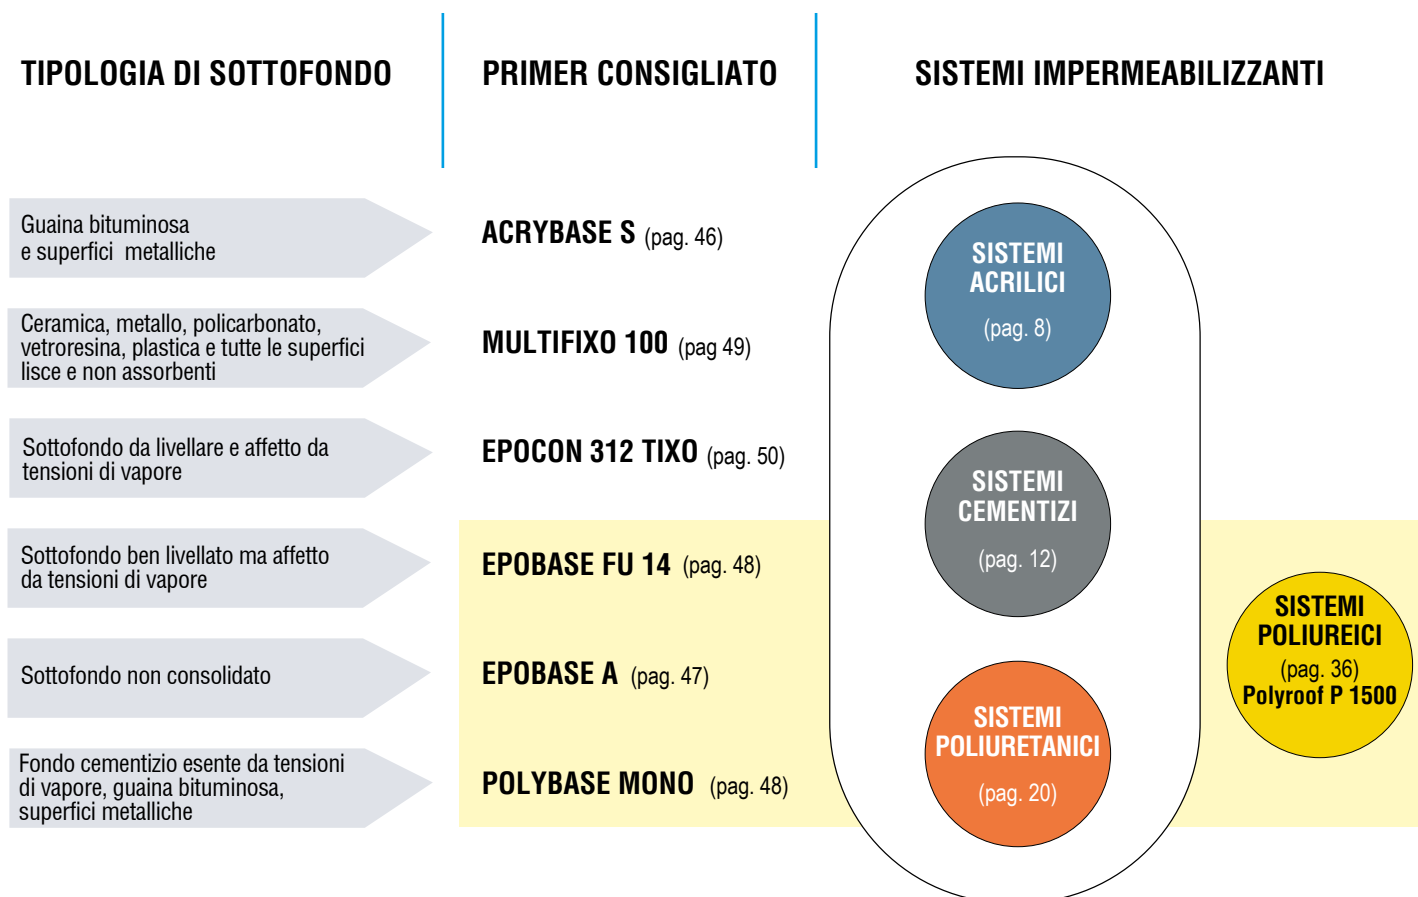 TIPOLOGIA DI SOTTOFONDO
PRIMER CONSIGLIATO
SISTEMI IMPERMEABILIZZANTI
Guaina bituminosa
e superfici metalliche
ACRYBASE S (pag. 46)
Ceramica, metallo, policarbonato,
vetroresina, plastica e tutte le superfici
lisce e non assorbenti
MULTIFIXO 100 (pag 49)
Sottofondo da livellare e affetto da
tensioni di vapore
EPOCON 312 TIXO (pag. 50)
Sottofondo ben livellato ma affetto
da tensioni di vapore
EPOBASE FU 14 (pag. 48)
Sottofondo non consolidato
EPOBASE A (pag. 47)
Fondo cementizio esente da tensioni
di vapore, guaina bituminosa,
superfici metalliche
POLYBASE MONO (pag. 48)
SISTEMI
ACRILICI
(pag. 8)
SISTEMI
CEMENTIZI
(pag. 12)
SISTEMI
POLIURETANICI
(pag. 20)
SISTEMI
POLIUREICI
(pag. 36)
Polyroof P 1500